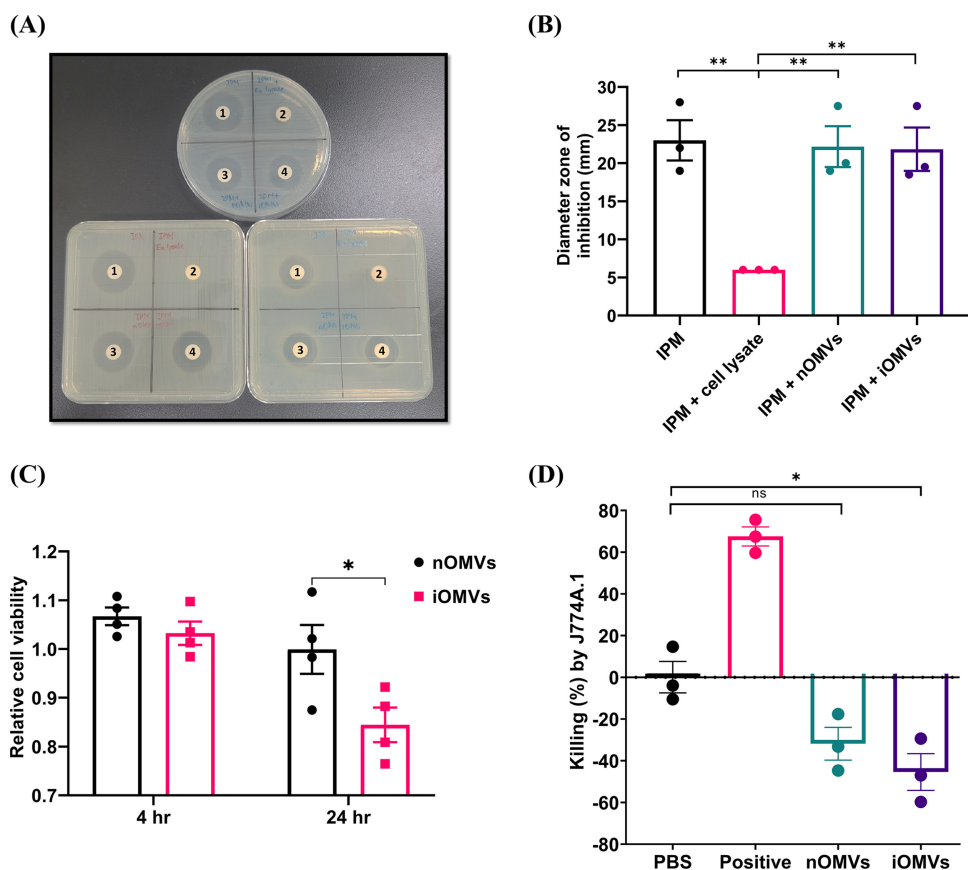 (A)
1
2
3
4
1
2
3
4
1
2
3
4
(B)
**
**
**
Diameter zone of
inhibition (mm)
30
25
20
15
10
5
0
IPM
IPM + cell lysate
IPM + nOMVs
IPM + iOMVs
(C)
Relative cell viability
1.2
1.1
1.0
0.9
0.8
0.7
*
nOMVs
iOMVs
4 hr
24 hr
(D)
*
ns
Killing (%) by J774A.1
80
60
40
20
0
-20
-40
-60
-80
PBS
Positive
nOMVs
iOMVs